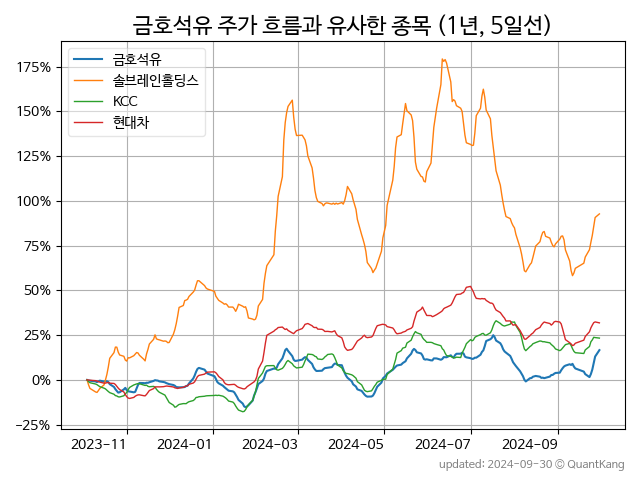 금호석유 주가 흐름과 유사한 종목 (1년, 5일선)
금호석유
솔브레인홀딩스
KCC
현대차
175%
150%
125%
100%
75%
50%
25%
0%
−25%
2023-11
2024-01
2024-03
2024-05
2024-07
2024-09
updated: 2024-09-30 © QuantKang